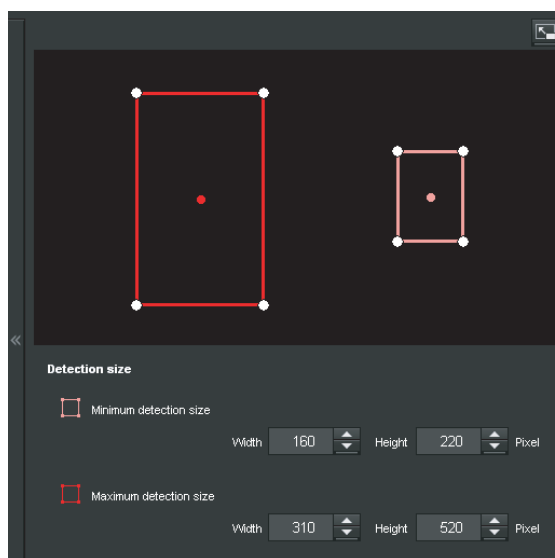 «
Detection size
Minimum detection size
Width 160 Height 220 Pixel
Maximum detection size
Width 310 Height 520 Pixel